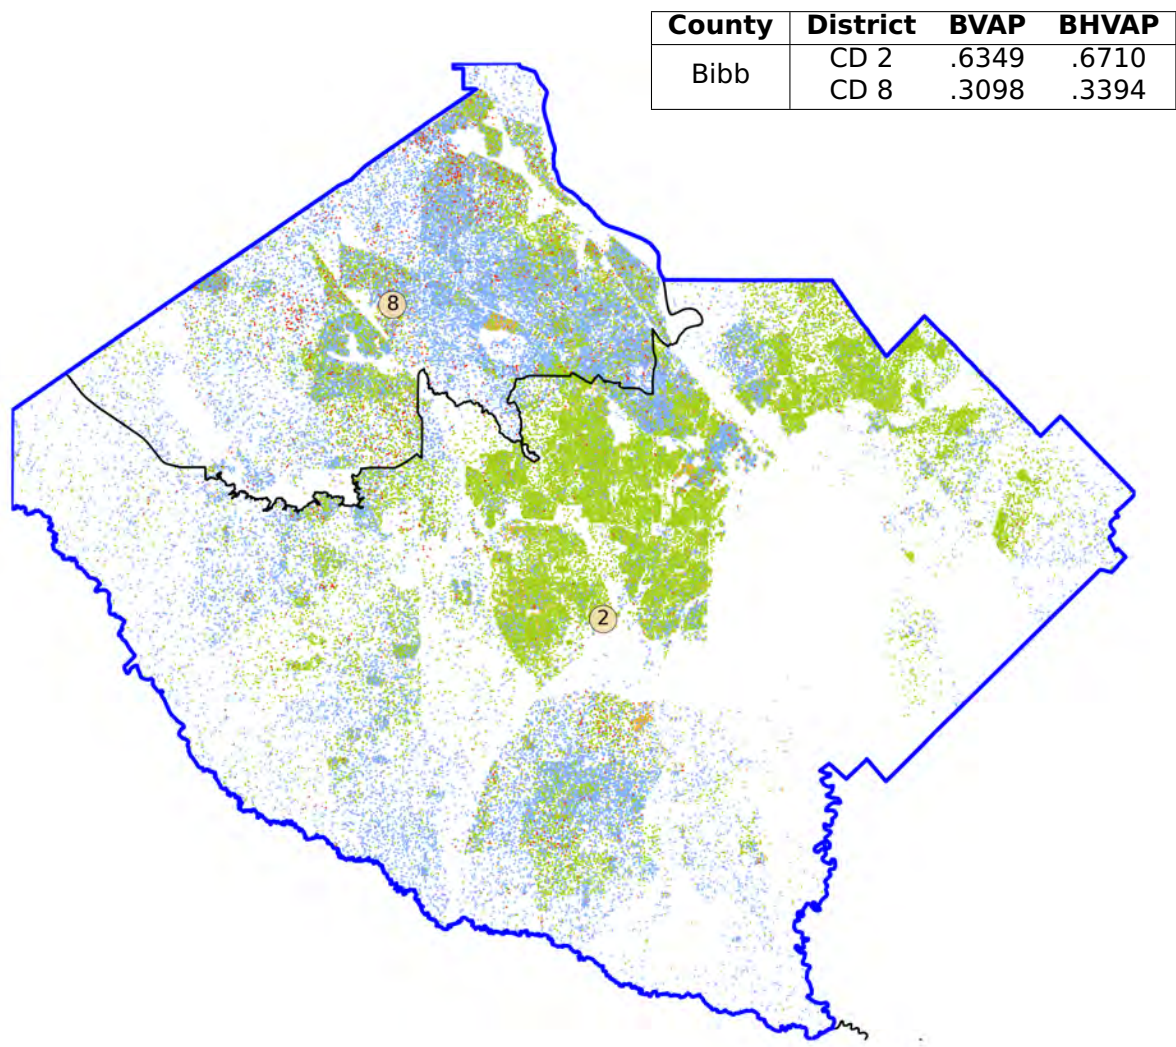 County District BVAP BHVAP
Bibb CD 2 .6349 .6710
CD 8 .3098 .3394
8
2